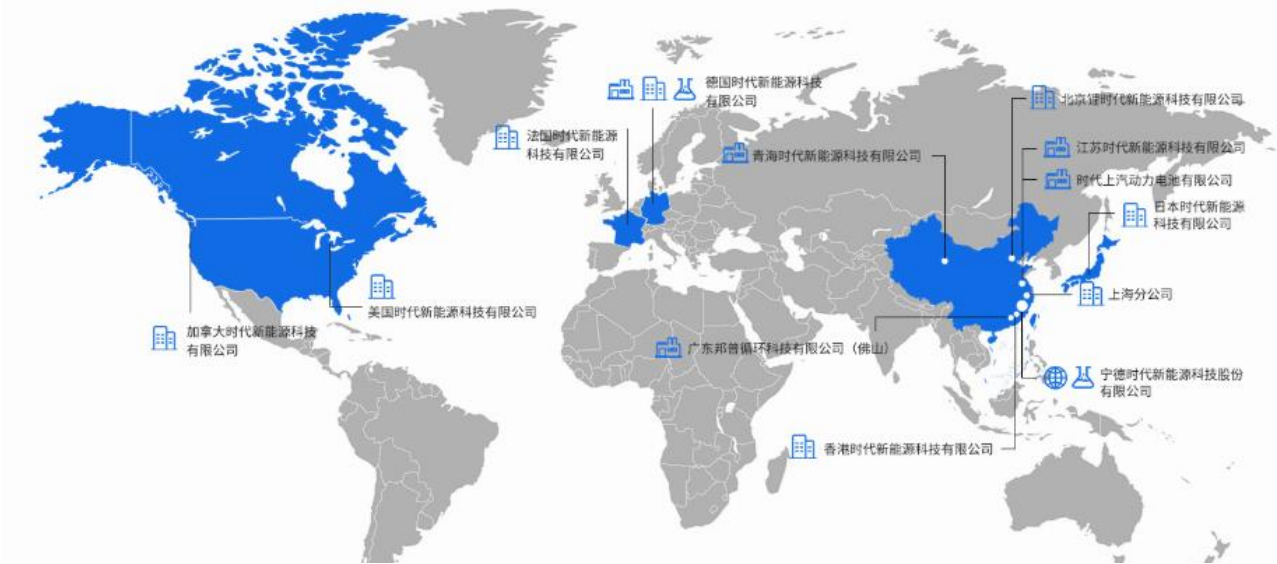 德国时代新能源科技
有限公司
北京锂时代新能源科技有限公司
法国时代新能源
科技有限公司
青海时代新能源科技有限公司
江苏时代新能源科技有限公司
时代上汽动力电池有限公司
日本时代新能源
科技有限公司
上海分公司
美国时代新能源科技有限公司
加拿大时代新能源科技
有限公司
广东邦普循环科技有限公司（佛山）
宁德时代新能源科技股份
有限公司
香港时代新能源科技有限公司